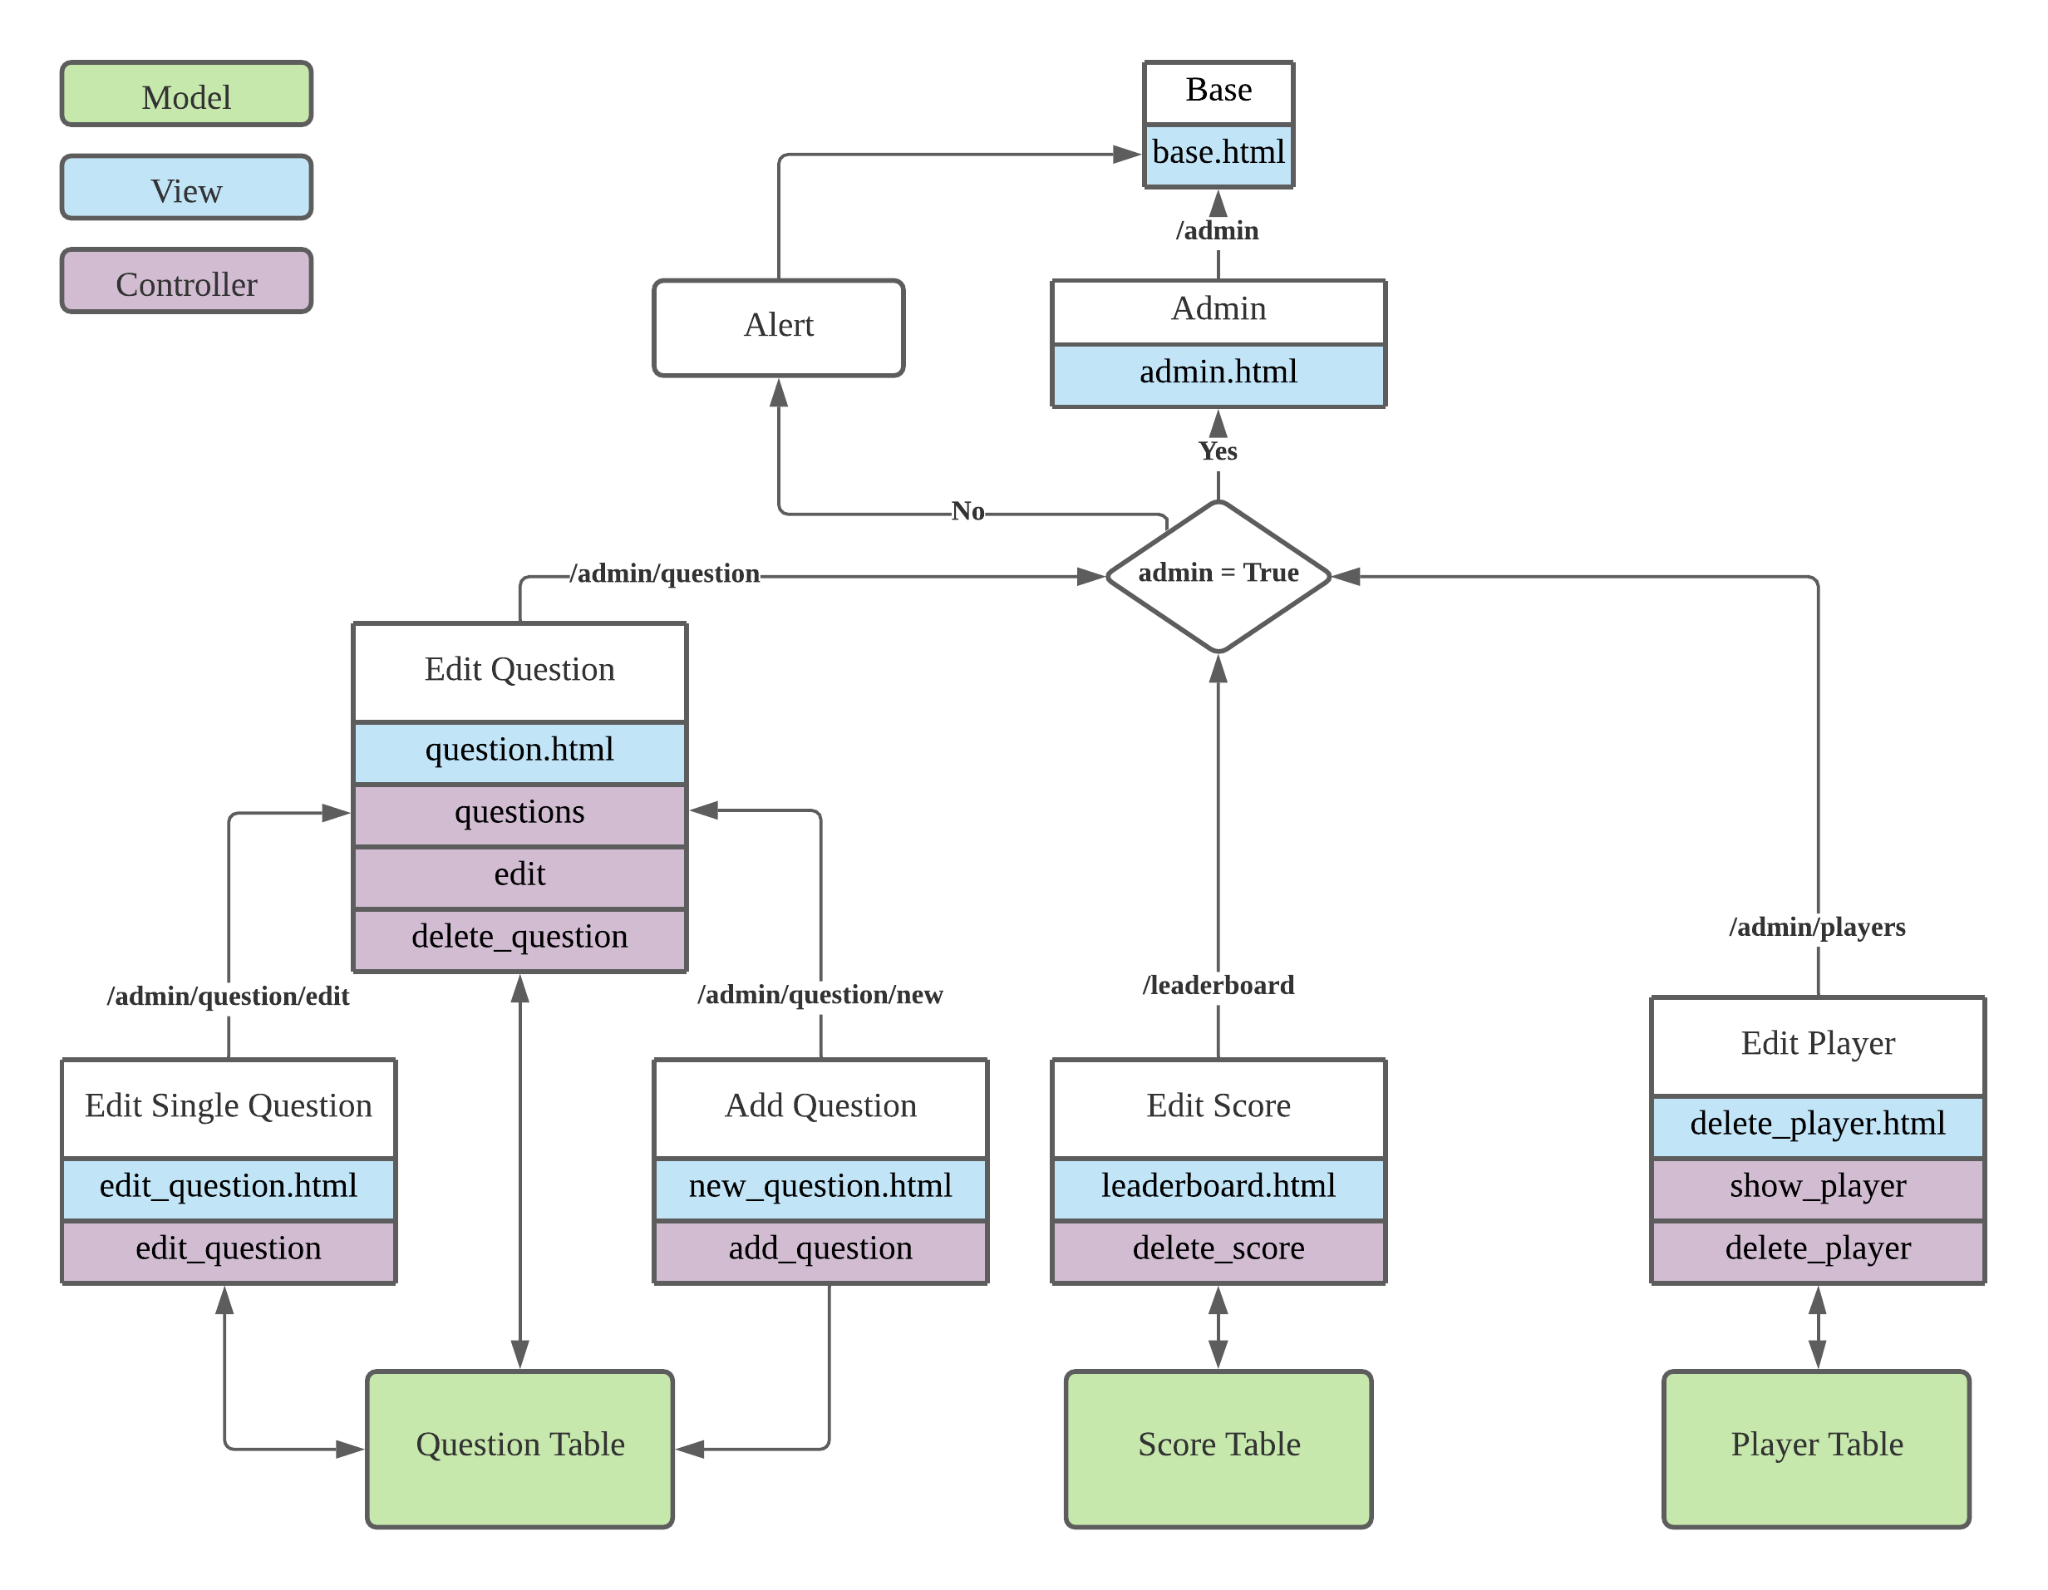 Model
View
Controller
Base
base.html
/admin
Alert
Admin
admin.html
Yes
No
admin = True
/admin/question
Edit Question
question.html
questions
edit
delete_question
/admin/question/edit
/admin/question/new
/leaderboard
/admin/players
Edit Single Question
edit_question.html
edit_question
Add Question
new_question.html
add_question
Edit Score
leaderboard.html
delete_score
Edit Player
delete_player.html
show_player
delete_player
Question Table
Score Table
Player Table